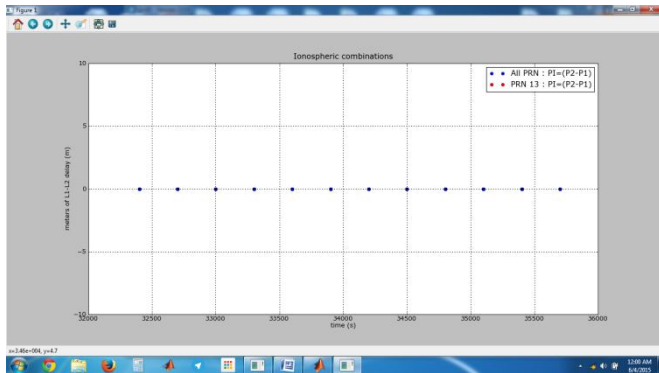 Figure 1
Ionospheric combinations
All PRN : PI=(P2-P1)
PRN 13 : PI=(P2-P1)
meters of L1-L2 delay (m)
10
5
0
−5
−10
32000 32500 33000 33500 34000 34500 35000 35500 36000
time (s)
x=3.46e+004, y=4.7
12:00 AM
6/4/2015